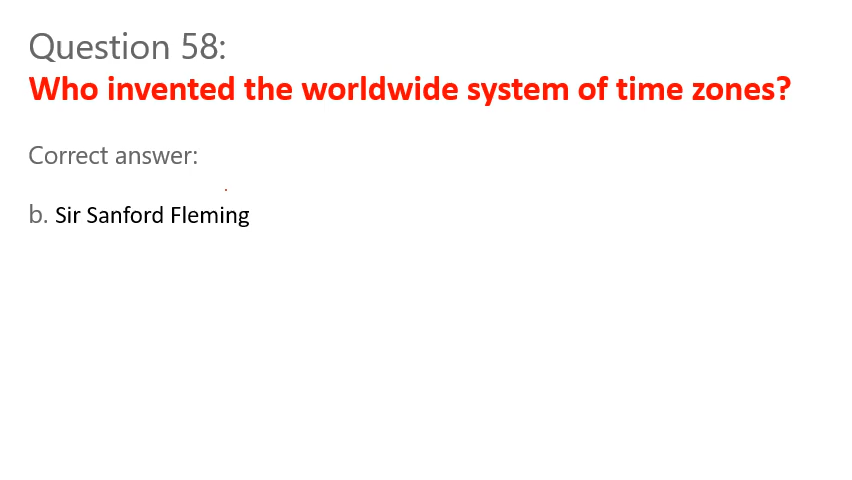 Question 58:
Who invented the worldwide system of time zones?
Correct answer:
b. Sir Sanford Fleming